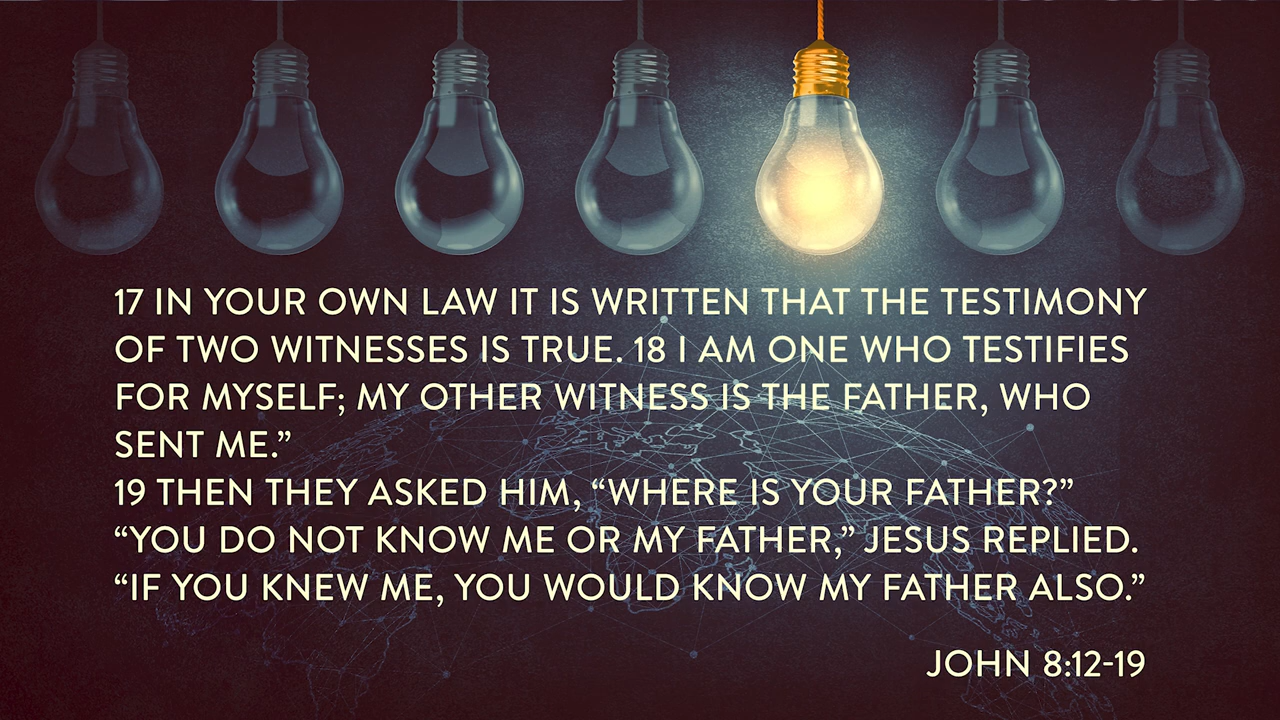 17 IN YOUR OWN LAW IT IS WRITTEN THAT THE TESTIMONY
OF TWO WITNESSES IS TRUE. 18 I AM ONE WHO TESTIFIES
FOR MYSELF; MY OTHER WITNESS IS THE FATHER, WHO
SENT ME.”
19 THEN THEY ASKED HIM, “WHERE IS YOUR FATHER?”
“YOU DO NOT KNOW ME OR MY FATHER,” JESUS REPLIED.
“IF YOU KNEW ME, YOU WOULD KNOW MY FATHER ALSO.”
JOHN 8:12-19